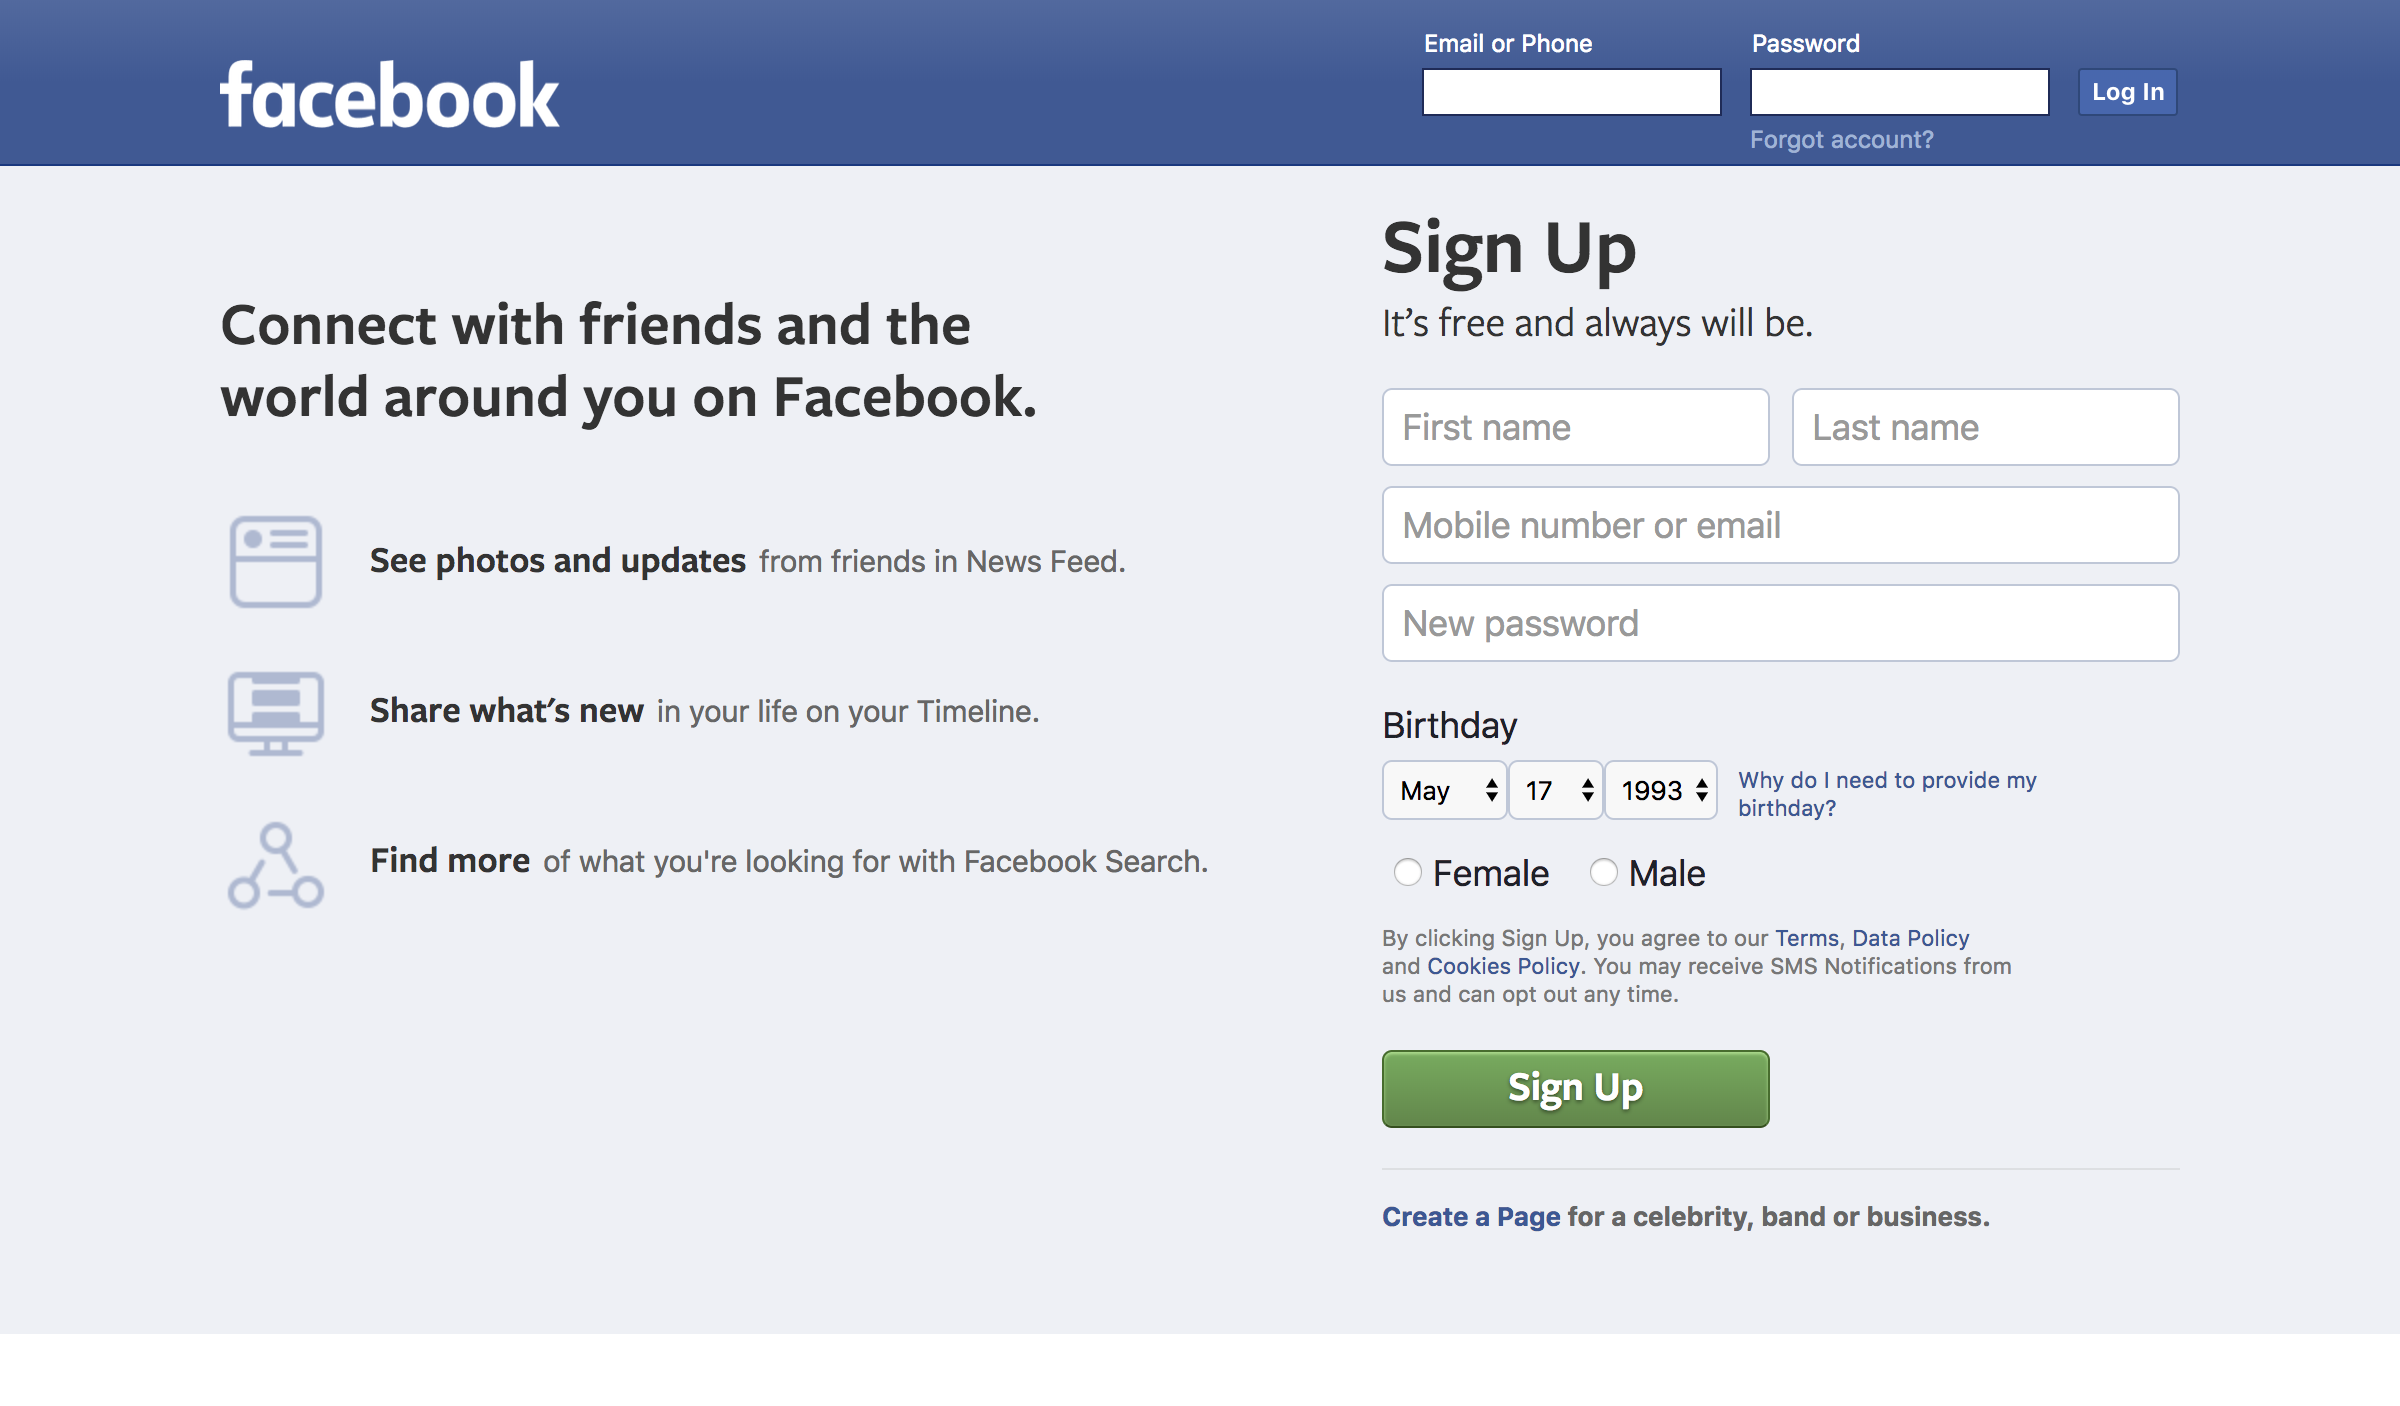 facebook
Email or Phone
Password
Log In
Forgot account?
Connect with friends and the
world around you on Facebook.
See photos and updates from friends in News Feed.
Share what's new in your life on your Timeline.
Find more of what you're looking for with Facebook Search.
Sign Up
It’s free and always will be.
First name
Last name
Mobile number or email
New password
Birthday
May
17
1993
Why do I need to provide my
birthday?
Female
Male
By clicking Sign Up, you agree to our Terms, Data Policy
and Cookies Policy. You may receive SMS Notifications from
us and can opt out any time.
Sign Up
Create a Page for a celebrity, band or business.